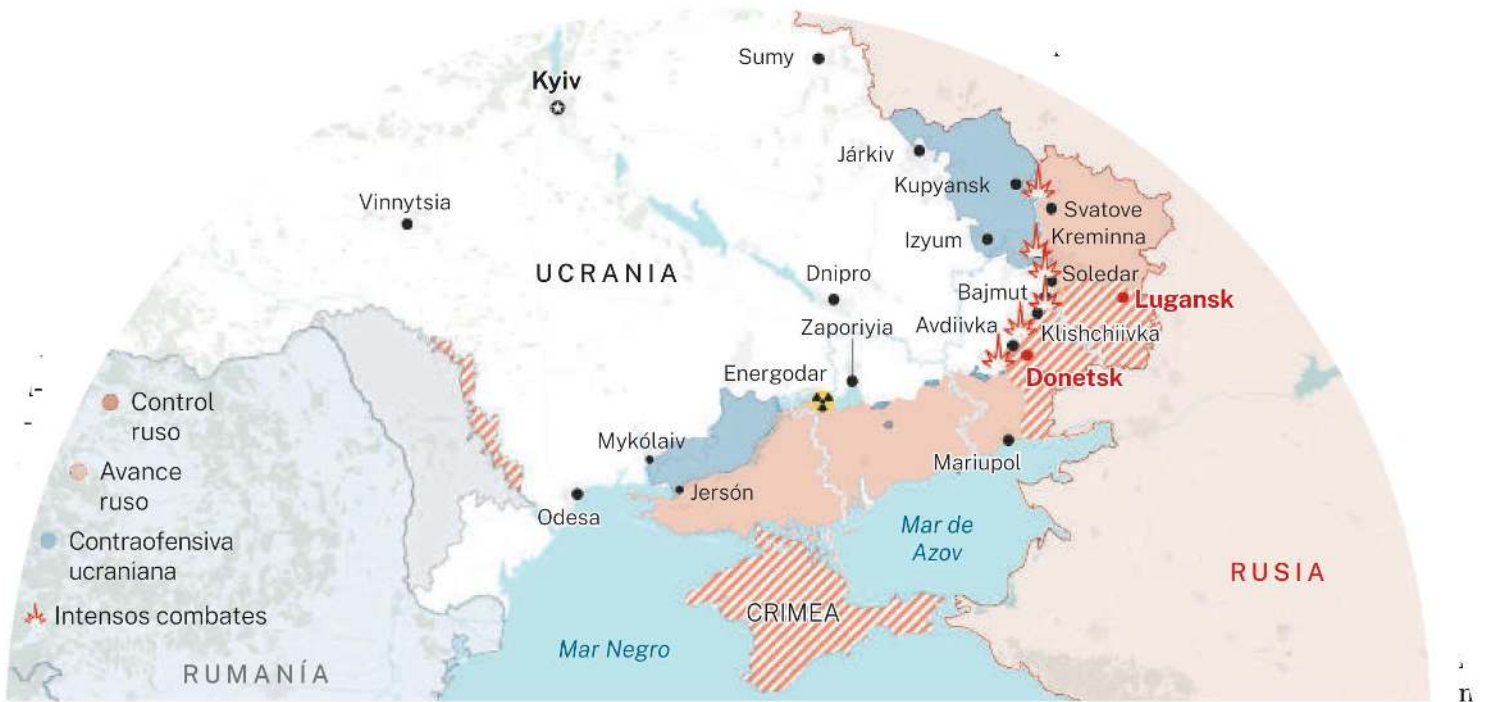 Sumy
Kyiv
Járkiv
Kupyansk
Vinnytsia
Svatove
Izyum
Kreminna
UCRANIA
Dnipro
Soledar
Bajmut
Lugansk
Zaporiyia
Avdiivka
Klishchiivka
Energodar
Donetsk
Control
ruso
Mykólaiv
Mariupol
Avance
ruso
Jersón
Odesa
Contraofensiva
ucraniana
Mar de
Azov
RUSIA
Intensos combates
CRIMEA
Mar Negro
RUMANÍA
n